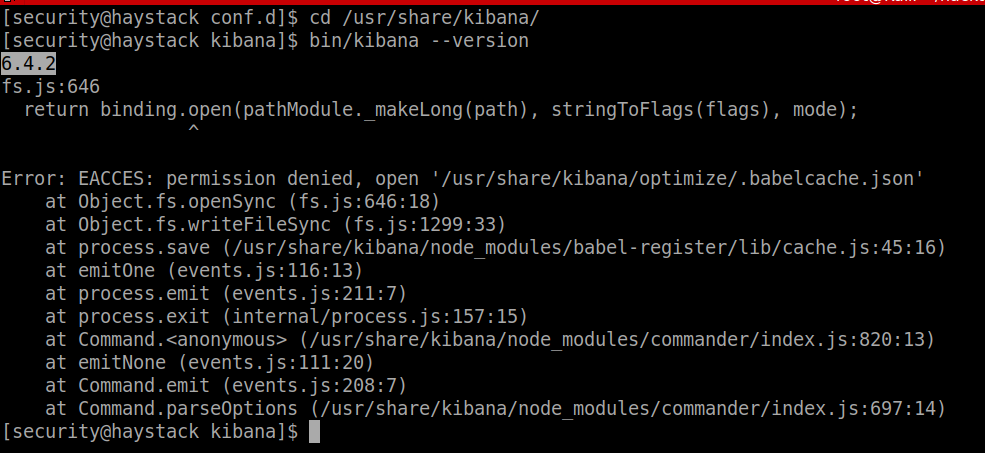 [security@haystack conf.d]$ cd /usr/share/kibana/
[security@haystack kibana]$ bin/kibana --version
6.4.2
fs.js:646
  return binding.open(pathModule._makeLong(path), stringToFlags(flags), mode);
                 ^
Error: EACCES: permission denied, open '/usr/share/kibana/optimize/.babelcache.json'
    at Object.fs.openSync (fs.js:646:18)
    at Object.fs.writeFileSync (fs.js:1299:33)
    at process.save (/usr/share/kibana/node_modules/babel-register/lib/cache.js:45:16)
    at emitOne (events.js:116:13)
    at process.emit (events.js:211:7)
    at process.exit (internal/process.js:157:15)
    at Command.<anonymous> (/usr/share/kibana/node_modules/commander/index.js:820:13)
    at emitNone (events.js:111:20)
    at Command.emit (events.js:208:7)
    at Command.parseOptions (/usr/share/kibana/node_modules/commander/index.js:697:14)
[security@haystack kibana]$